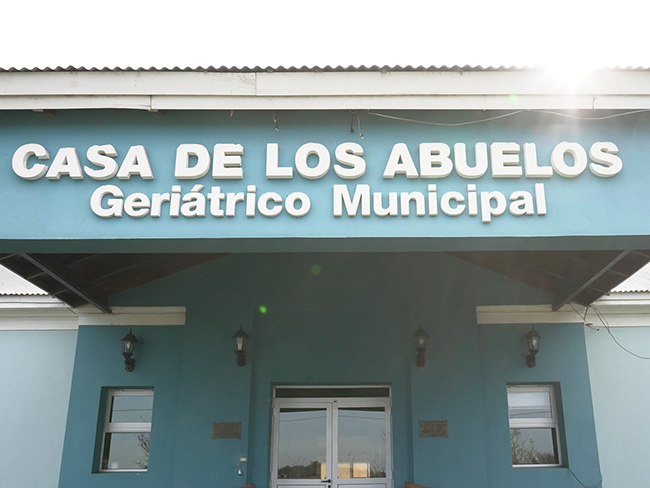 CASA DE LOS ABUELOS
Geriátrico Municipal